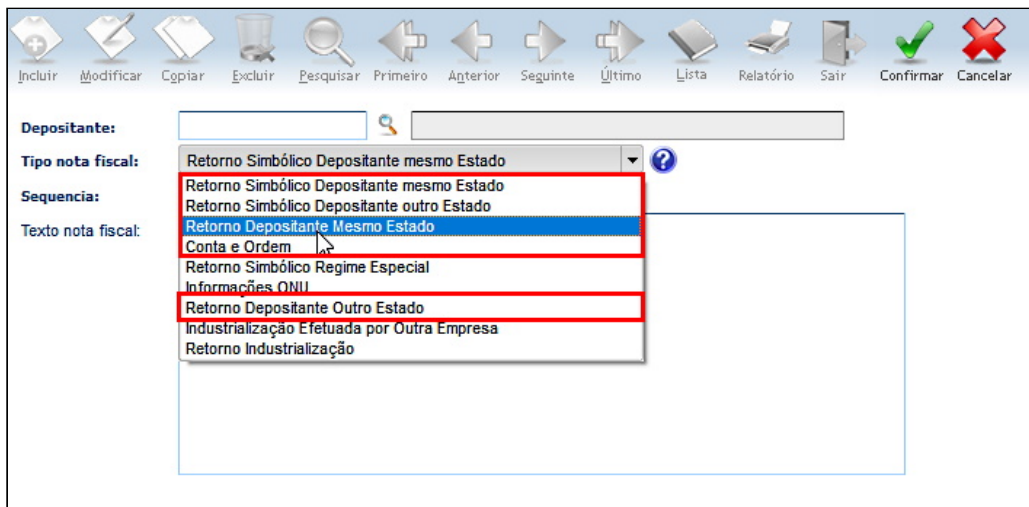 Incluir Modificar Copiar Excluir Pesquisar Primeiro Anterior Seguinte Último Lista Relatório Sair Confirmar Cancelar
Depositante:
Tipo nota fiscal: Retorno Simbólico Depositante mesmo Estado
Sequencia:
Texto nota fiscal:
Retorno Simbólico Depositante mesmo Estado
Retorno Simbólico Depositante outro Estado
Retorno Depositante Mesmo Estado
Conta e Ordem
Retorno Simbólico Regime Especial
Informações ONU
Retorno Depositante Outro Estado
Industrialização Efetuada por Outra Empresa
Retorno Industrialização